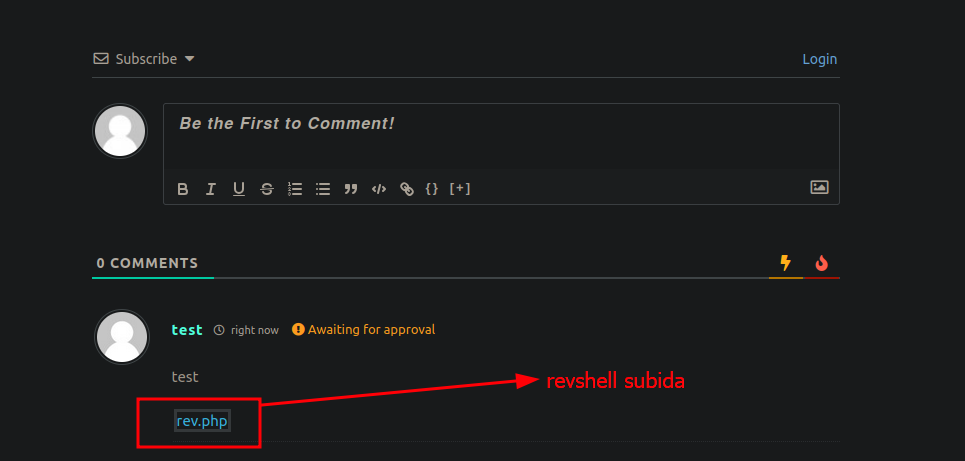 Subscribe
Login
Be the First to Comment!
B I U S {} [+]
0 COMMENTS
test right now Awaiting for approval
test
revshell subida
rev.php